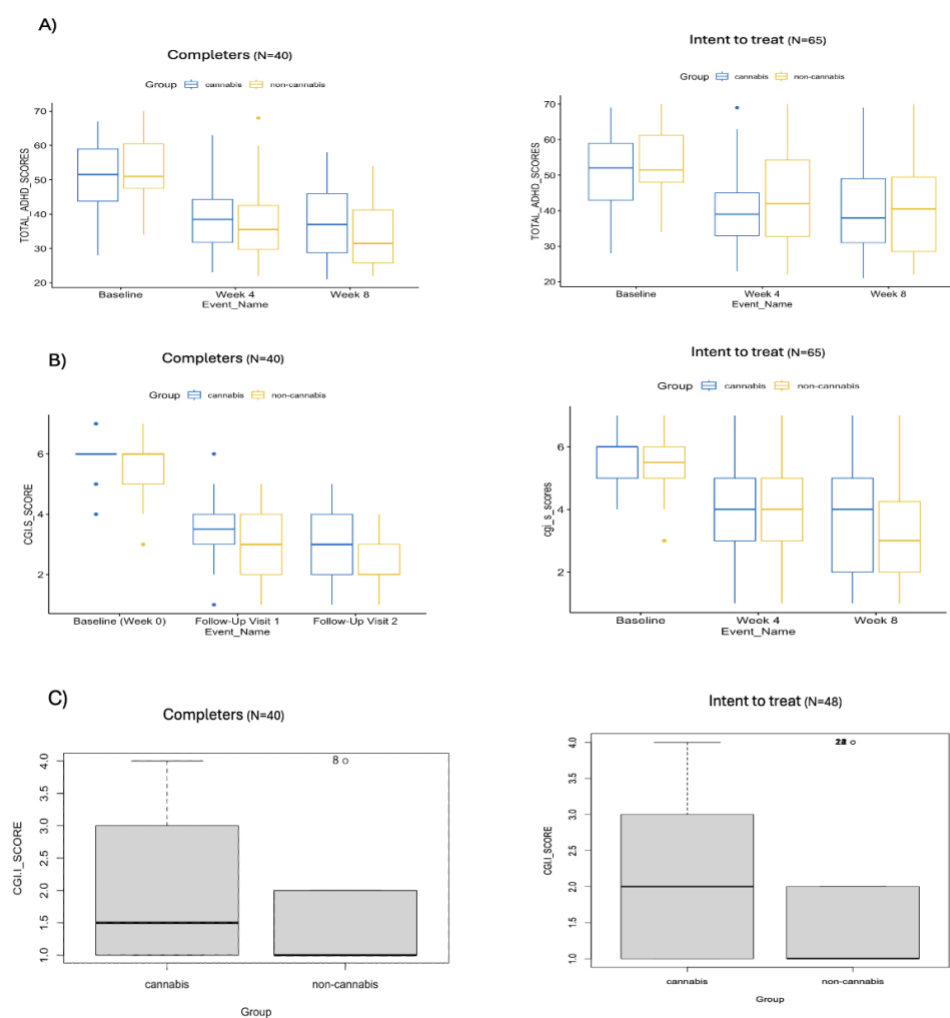 A)
Completers (N=40)
Group cannabis non-cannabis
TOTAL_ADHD_SCORES
70
60
50
40
30
20
Baseline Week 4 Week 8
Event_Name
Intent to treat (N=65)
Group cannabis non-cannabis
TOTAL_ADHD_SCORES
70
60
50
40
30
20
Baseline Week 4 Week 8
Event_Name
B)
Completers (N=40)
Group cannabis non-cannabis
CGI.S_SCORE
6
4
2
Baseline (Week 0) Follow-Up Visit 1 Follow-Up Visit 2
Event_Name
Intent to treat (N=65)
Group cannabis non-cannabis
cgi_s_scores
6
4
2
Baseline Week 4 Week 8
Event_Name
C)
Completers (N=40)
CGI.I_SCORE
4.0
3.5
3.0
2.5
2.0
1.5
1.0
8
cannabis non-cannabis
Group
Intent to treat (N=48)
CGI.I_SCORE
4.0
3.5
3.0
2.5
2.0
1.5
1.0
cannabis non-cannabis
Group